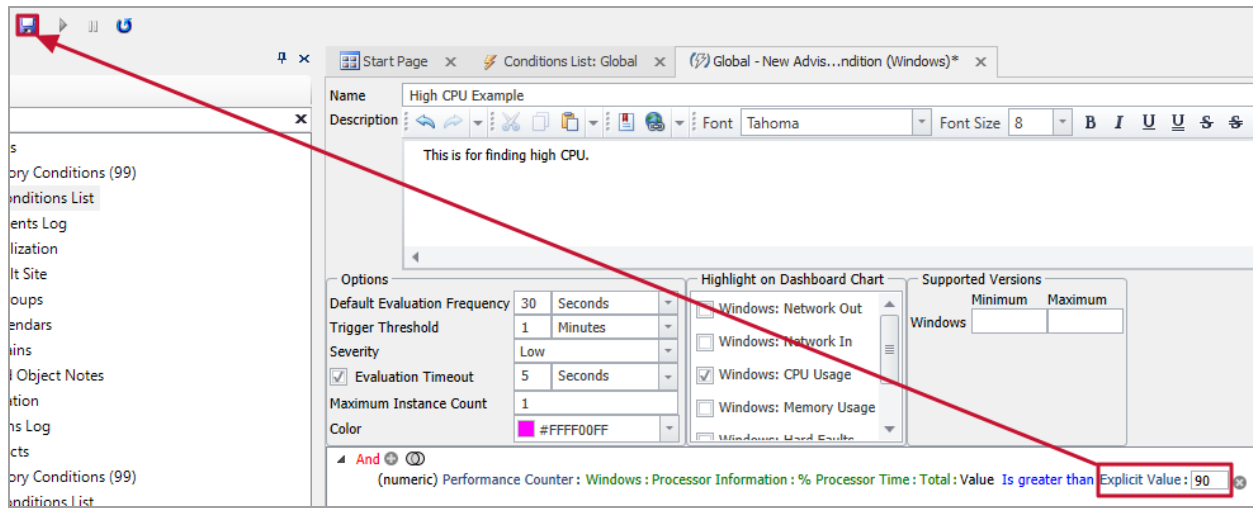 Start Page
Conditions List: Global
Global - New Advis...ndition (Windows)*
Name High CPU Example
Description Font Tahoma Font Size 8 B I U U S S
This is for finding high CPU.
s
ory Conditions (99)
onditions List
ents Log
lization
lt Site
oups
endars
ains
l Object Notes
ation
ns Log
cts
ory Conditions (99)
onditions List
Options
Default Evaluation Frequency 30 Seconds
Trigger Threshold 1 Minutes
Severity Low
Evaluation Timeout 5 Seconds
Maximum Instance Count 1
Color #FFFF00FF
Highlight on Dashboard Chart
Windows: Network Out
Windows: Network In
Windows: CPU Usage
Windows: Memory Usage
Windows: Hard Faults
Supported Versions
Minimum Maximum
Windows
And
(numeric) Performance Counter : Windows : Processor Information : % Processor Time : Total : Value Is greater than Explicit Value : 90